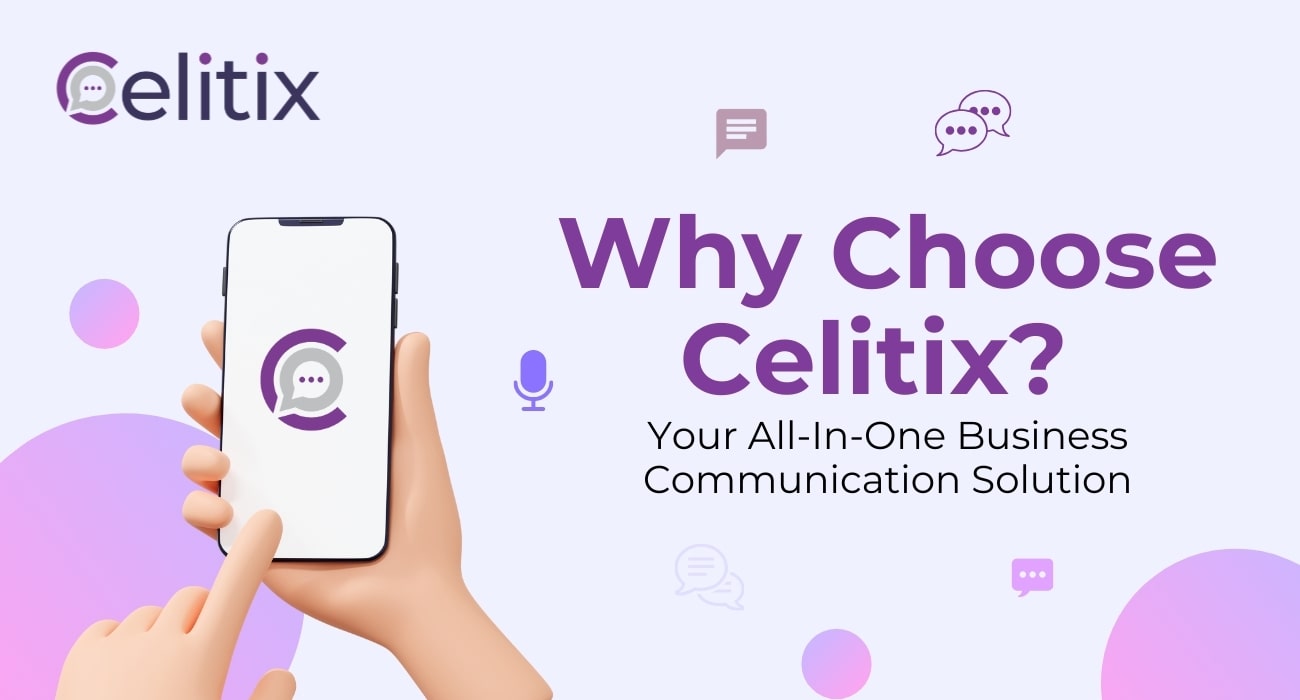 Celitix
Why Choose
Celitix?
Your All-In-One Business
Communication Solution